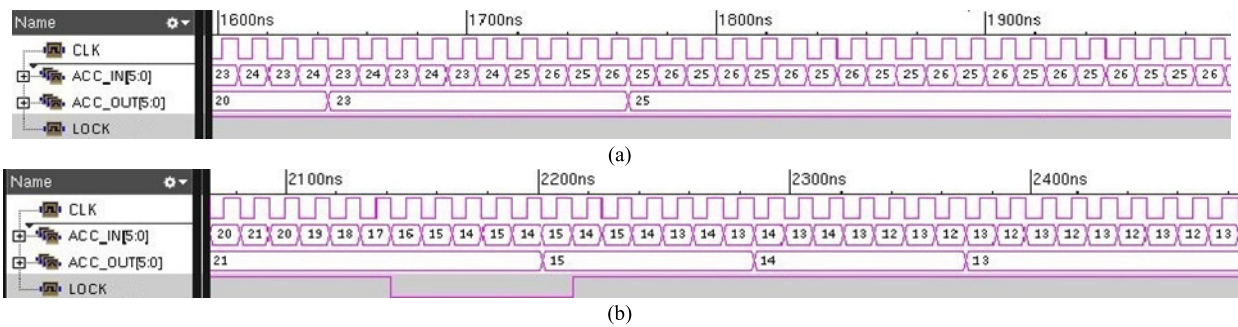 Name 1600ns 1700ns 1800ns 1900ns
CLK
ACC_IN[5:0] 23 24 23 24 23 24 23 24 23 24 25 26 25 26 25 26 25 26 25 26 25 26 25 25 26 25 26 25 26 25 26 25 25 26
ACC_OUT[5:0] 20 23 25
LOCK
(a)
Name 2100ns 2200ns 2300ns 2400ns
CLK
ACC_IN[5:0] 20 21 20 19 18 17 16 15 14 15 14 15 14 15 14 13 14 13 14 13 14 13 12 13 12 13 12 13 12 13 12 13 12 13
ACC_OUT[5:0] 21 15 14 13
LOCK
(b)